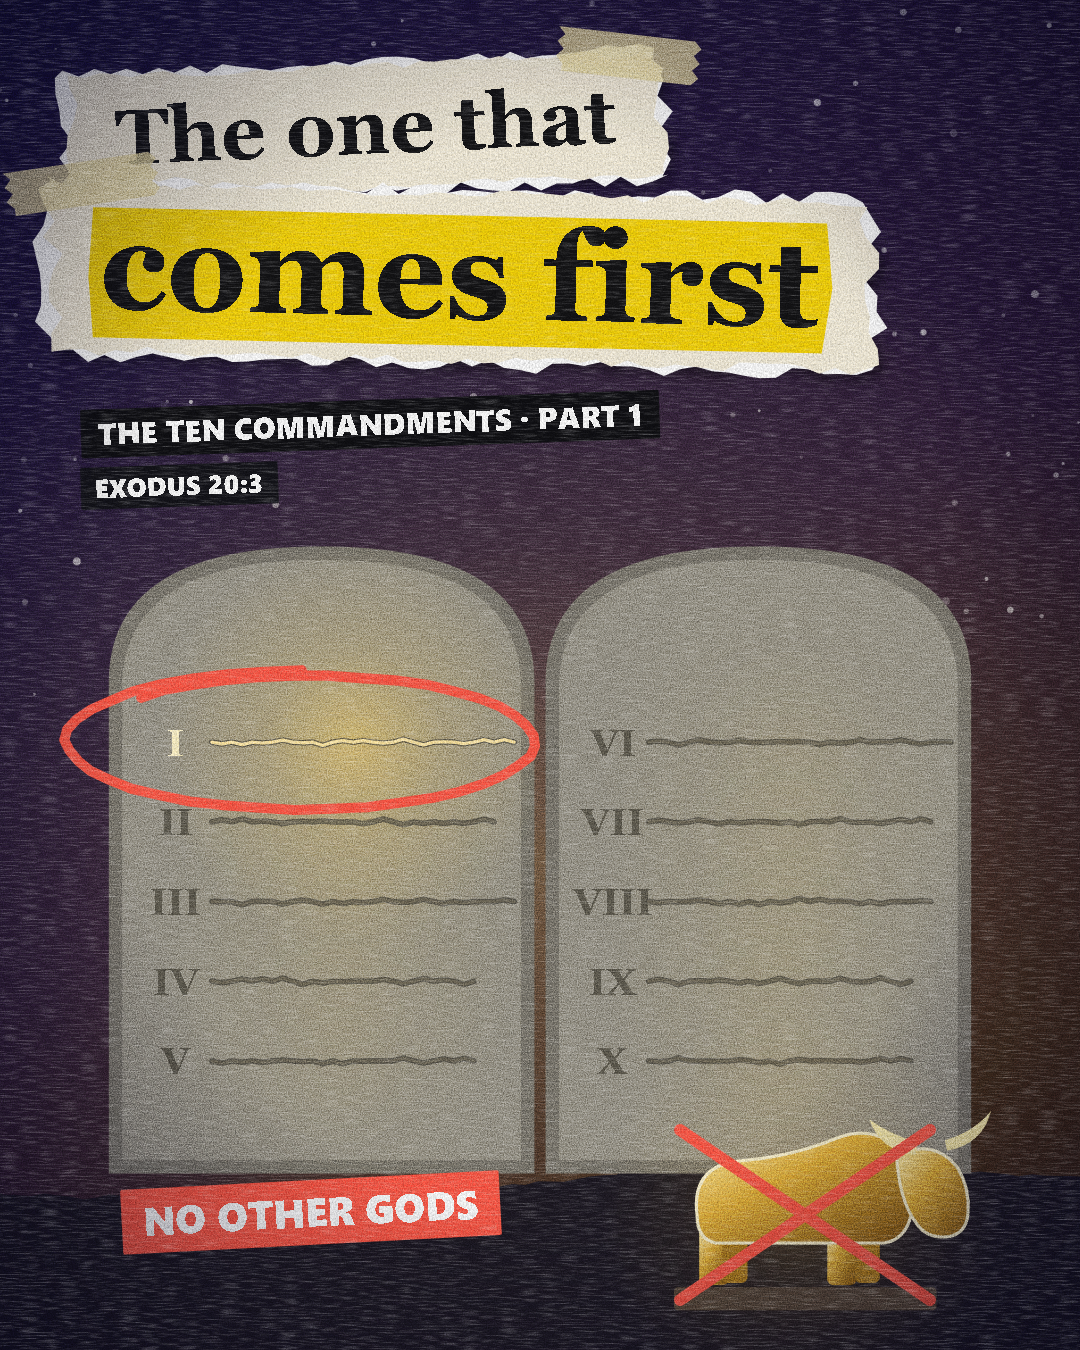 The one that
comes first
THE TEN COMMANDMENTS · PART 1
EXODUS 20:3
I
II
III
IV
V
VI
VII
VIII
IX
X
NO OTHER GODS